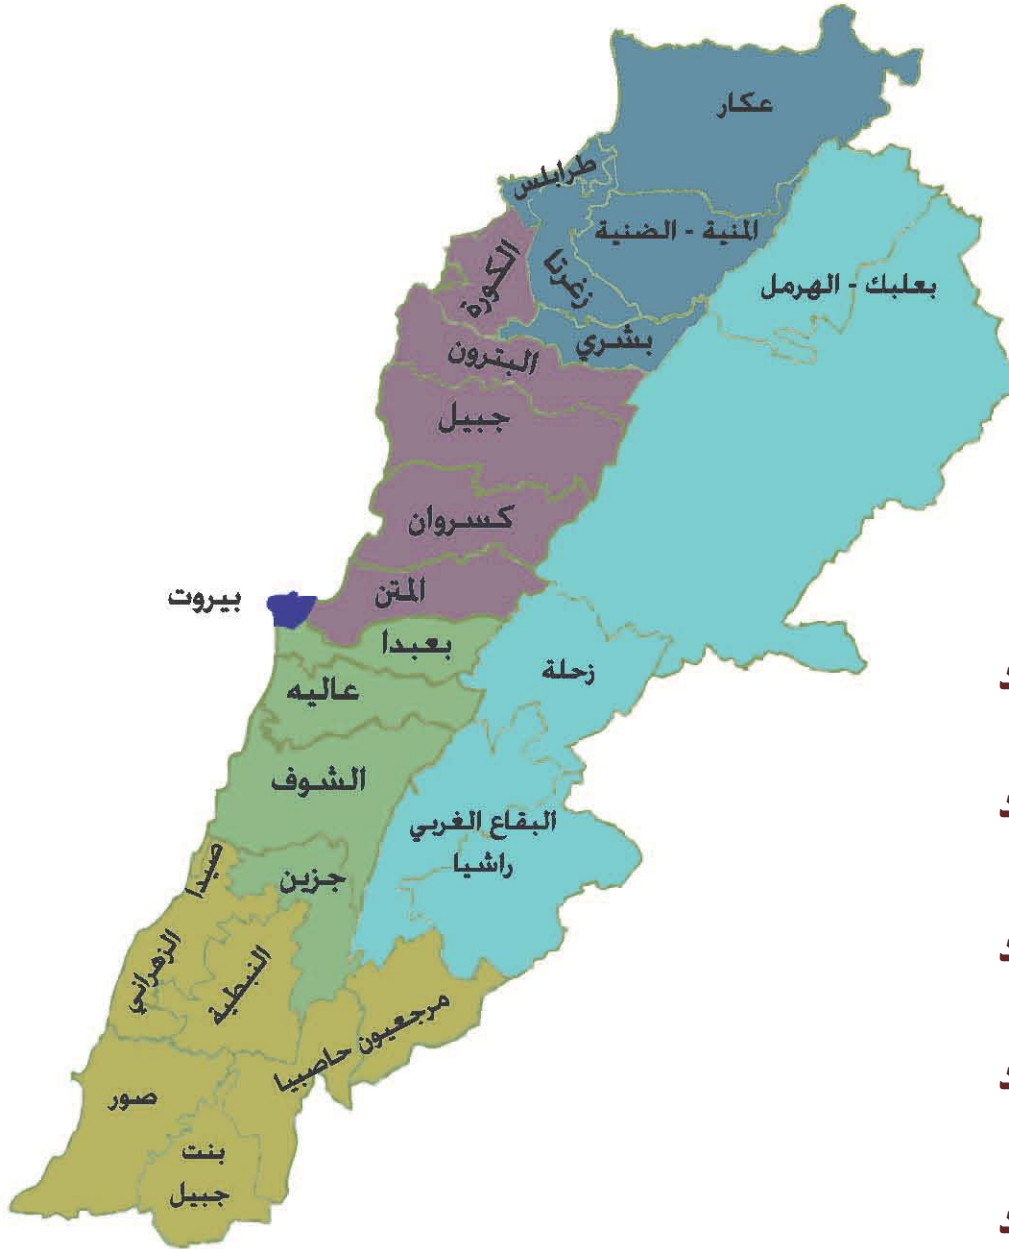 عكار
طرابلس
المنية - الضنية
زغرتا
الكورة
بعلبك - الهرمل
بشري
البترون
جبيل
كسروان
المتن
بيروت
بعبدا
زحلة
عاليه
الشوف
البقاع الغربي
راشيا
صيدا
جزين
الزهراني
النبطية
مرجعيون حاصبيا
صور
بنت
جبيل